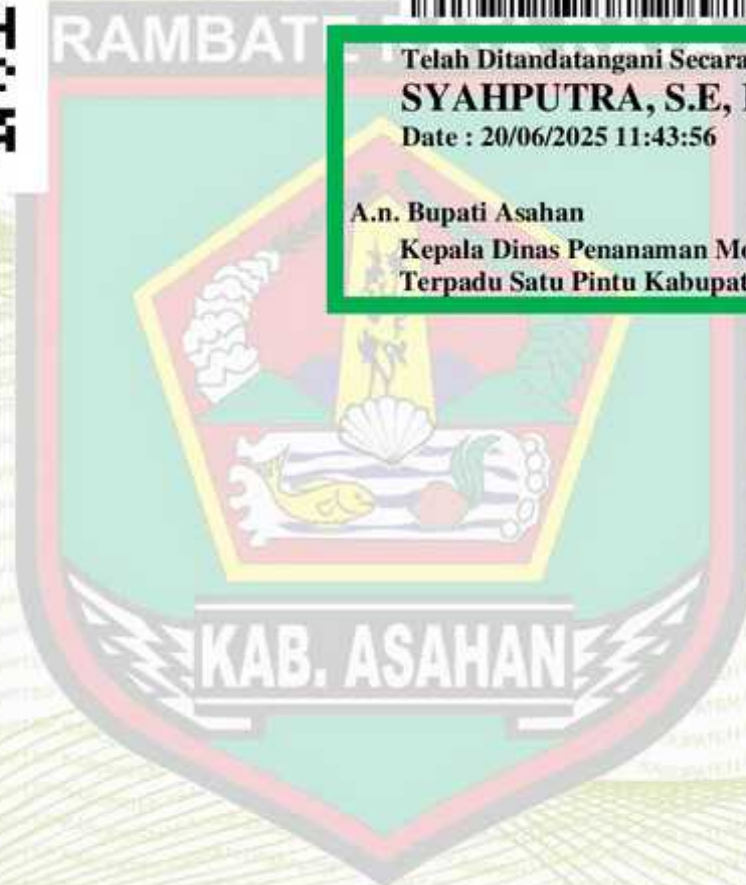 RAMBAT
Telah Ditandatangani Secara
SYAHPUTRA, S.E,
Date : 20/06/2025 11:43:56
A.n. Bupati Asahan
Kepala Dinas Penanaman
Terpadu Satu Pintu
KAB. ASAHAN